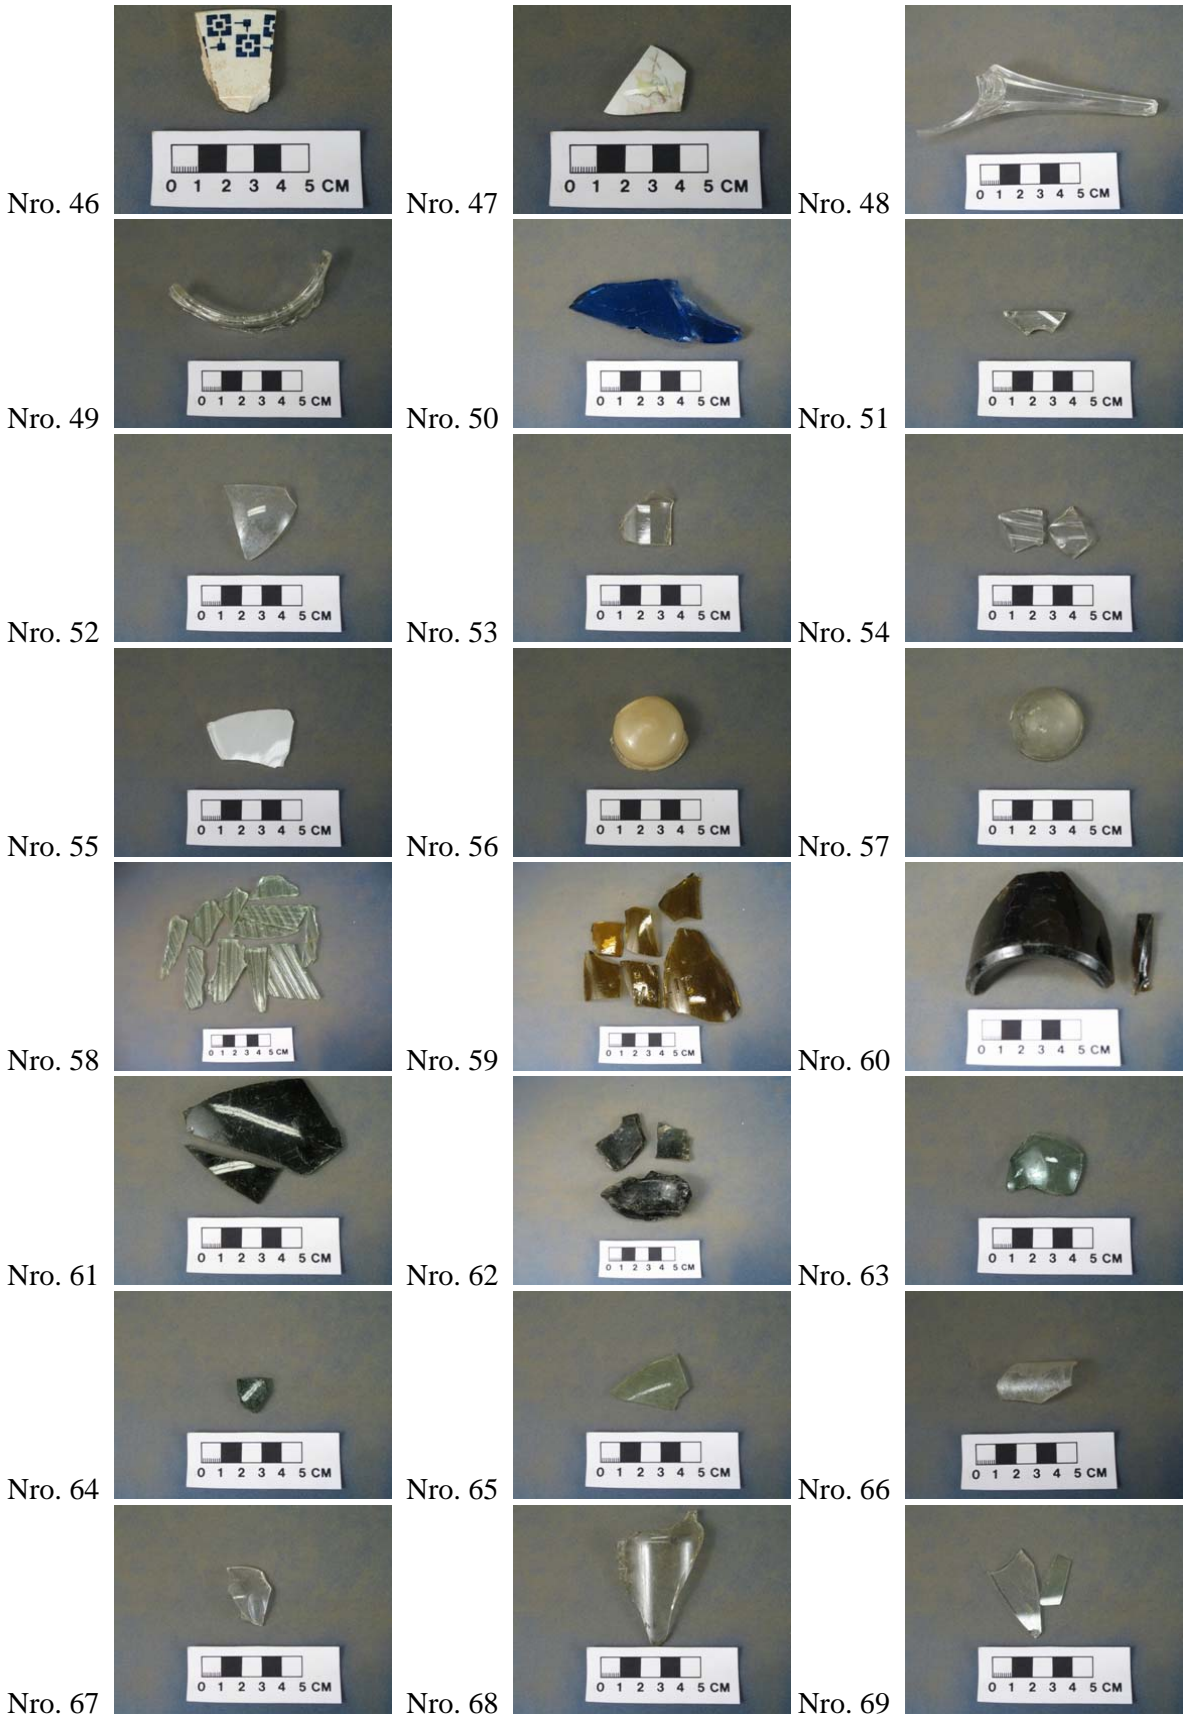 0 1 2 3 4 5 CM
0 1 2 3 4 5 CM
0 1 2 3 4 5 CM
Nro. 46 Nro. 47 Nro. 48
0 1 2 3 4 5 CM
0 1 2 3 4 5 CM
0 1 2 3 4 5 CM
Nro. 49 Nro. 50 Nro. 51
0 1 2 3 4 5 CM
0 1 2 3 4 5 CM
0 1 2 3 4 5 CM
Nro. 52 Nro. 53 Nro. 54
0 1 2 3 4 5 CM
0 1 2 3 4 5 CM
0 1 2 3 4 5 CM
Nro. 55 Nro. 56 Nro. 57
0 1 2 3 4 5 CM
0 1 2 3 4 5 CM
0 1 2 3 4 5 CM
Nro. 58 Nro. 59 Nro. 60
0 1 2 3 4 5 CM
0 1 2 3 4 5 CM
0 1 2 3 4 5 CM
Nro. 61 Nro. 62 Nro. 63
0 1 2 3 4 5 CM
0 1 2 3 4 5 CM
0 1 2 3 4 5 CM
Nro. 64 Nro. 65 Nro. 66
0 1 2 3 4 5 CM
0 1 2 3 4 5 CM
0 1 2 3 4 5 CM
Nro. 67 Nro. 68 Nro. 69